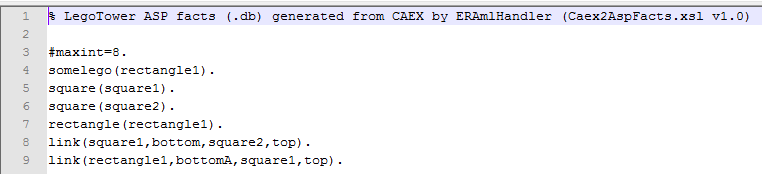 1 % LegoTower ASP facts (.db) generated from CAEX by ERAmlHandler (Caex2AspFacts.xsl v1.0)
2
3 #maxint=8.
4 somelego(rectangle1).
5 square(square1).
6 square(square2).
7 rectangle(rectangle1).
8 link(square1,bottom,square2,top).
9 link(rectangle1,bottomA,square1,top).